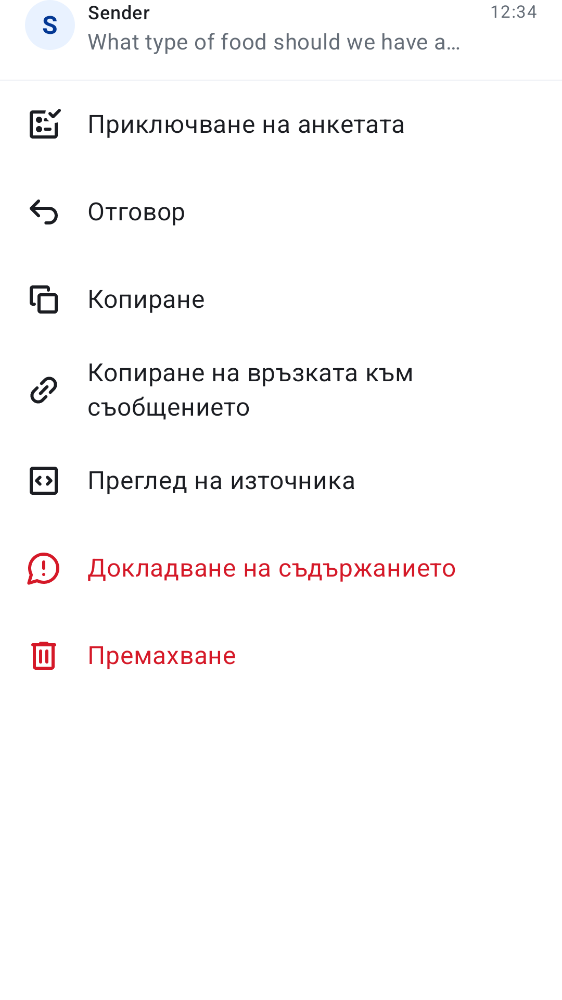 S
Sender
12:34
What type of food should we have a…
Приключване на анкетата
Отговор
Копиране
Копиране на връзката към
съобщението
Преглед на източника
Докладване на съдържанието
Премахване